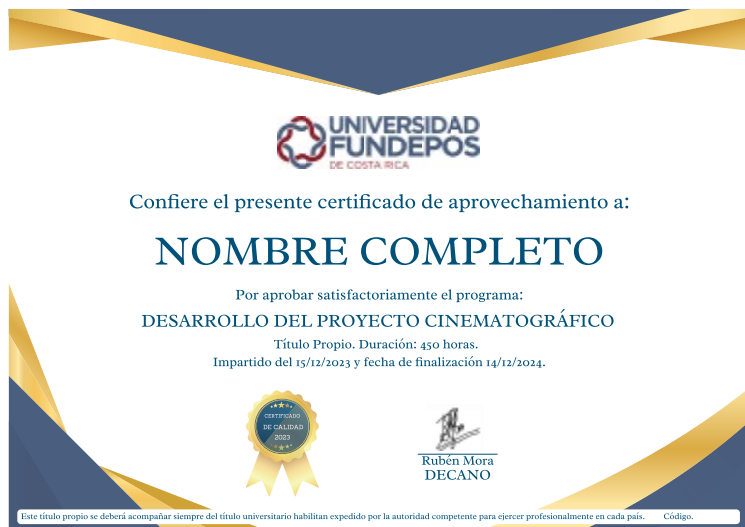 UNIVERSIDAD
FUNDEPOS
DE COSTA RICA
Confiere el presente certificado de aprovechamiento a:
NOMBRE COMPLETO
Por aprobar satisfactoriamente el programa:
DESARROLLO DEL PROYECTO CINEMATOGRÁFICO
Título Propio. Duración: 450 horas.
Impartido del 15/12/2023 y fecha de finalización 14/12/2024.
CERTIFICADO
DE CALIDAD
2023
Rubén Mora
DECANO
Este título propio se deberá acompañar siempre del título universitario habilitan expedido por la autoridad competente para ejercer profesionalmente en cada país. Código.